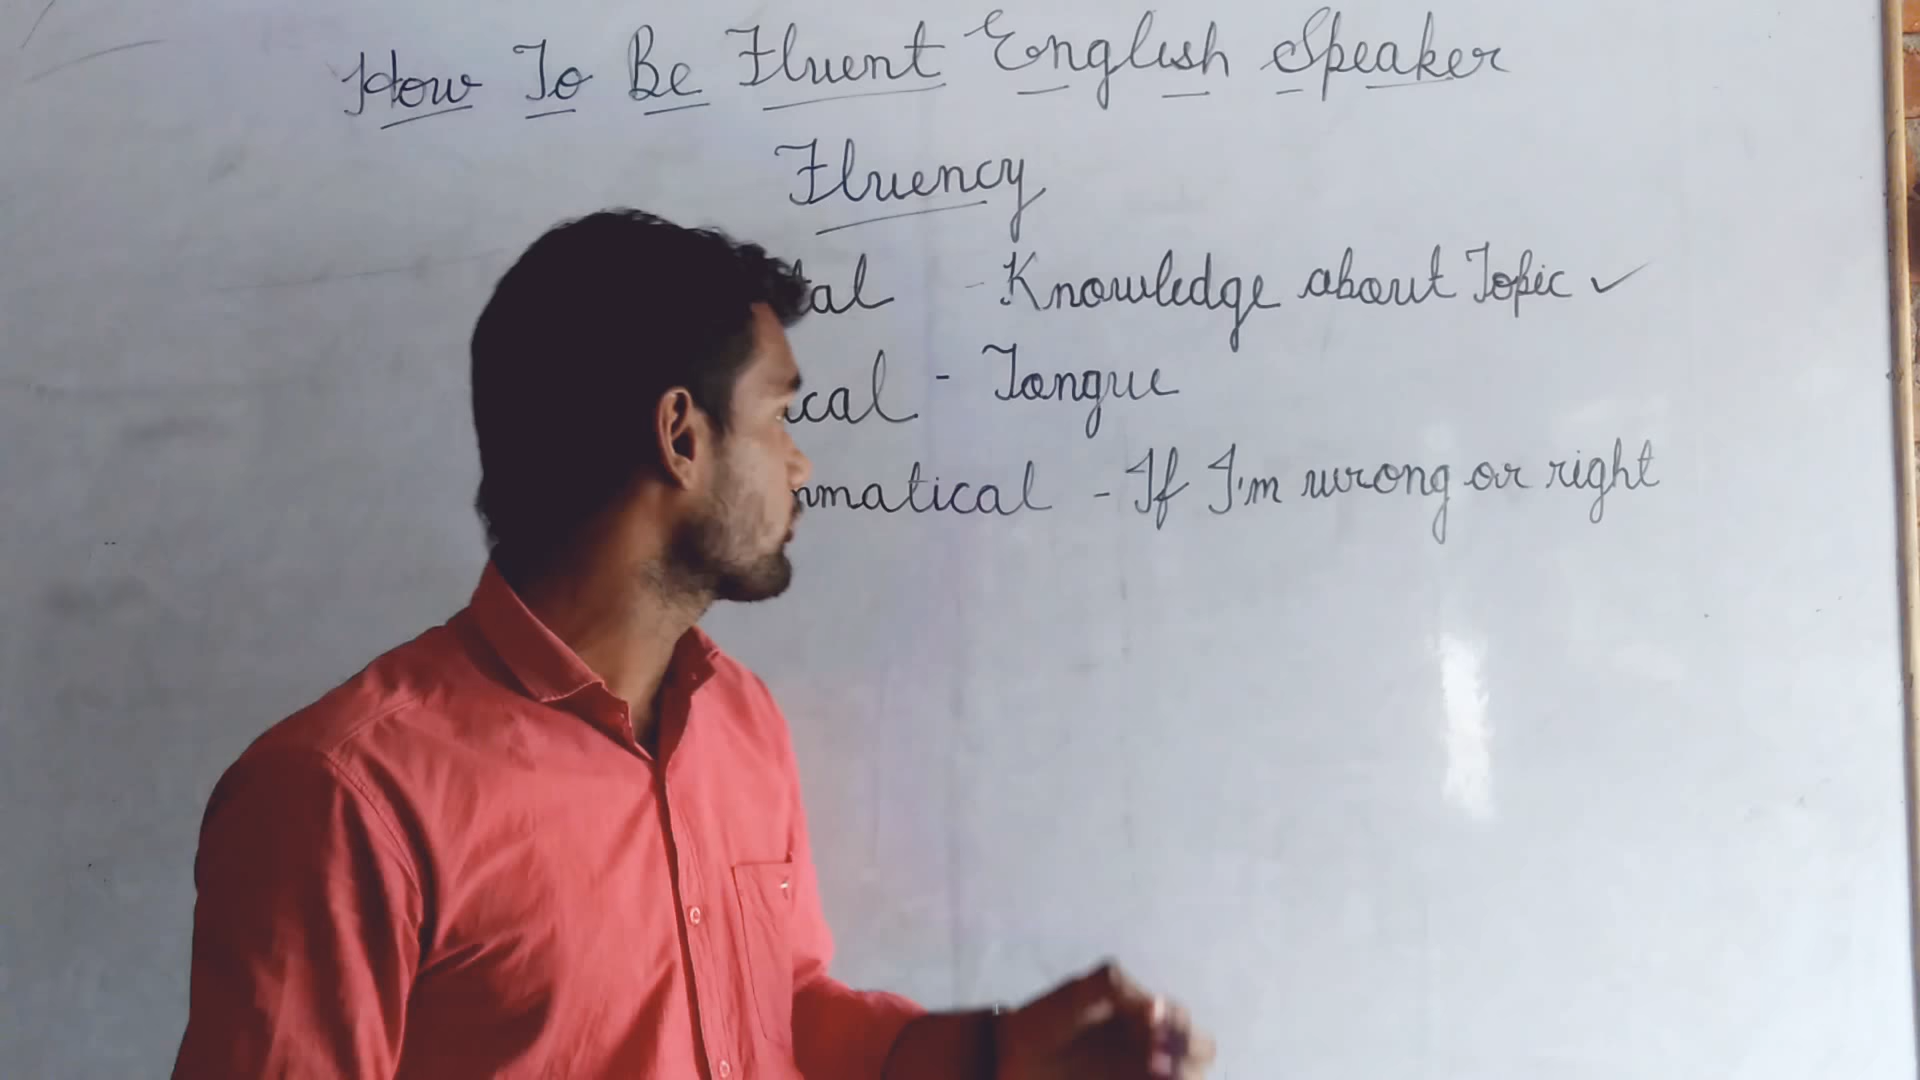 How To Be Fluent English Speaker
Fluency
tal - Knowledge about Topic ✓
ical - Tongue
mmatical - If I'm wrong or right